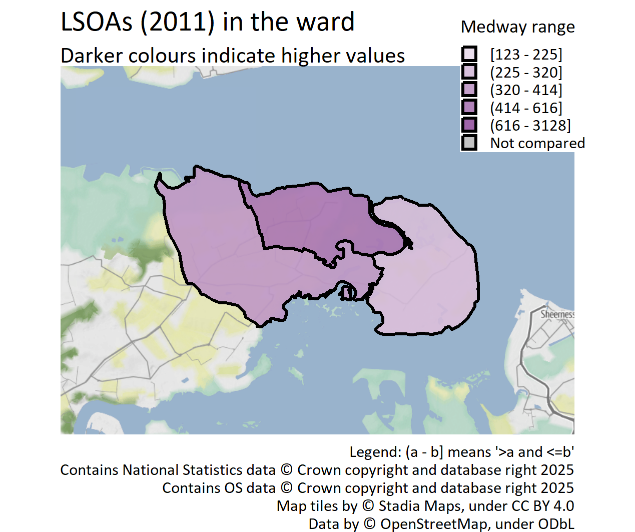 LSOAs (2011) in the ward
Darker colours indicate higher values
Medway range
[123 - 225]
(225 - 320]
(320 - 414]
(414 - 616]
(616 - 3128]
Not compared
Sheerness
Legend: (a - b] means '>a and <=b'
Contains National Statistics data © Crown copyright and database right 2025
Contains OS data © Crown copyright and database right 2025
Map tiles by © Stadia Maps, under CC BY 4.0
Data by © OpenStreetMap, under ODbL